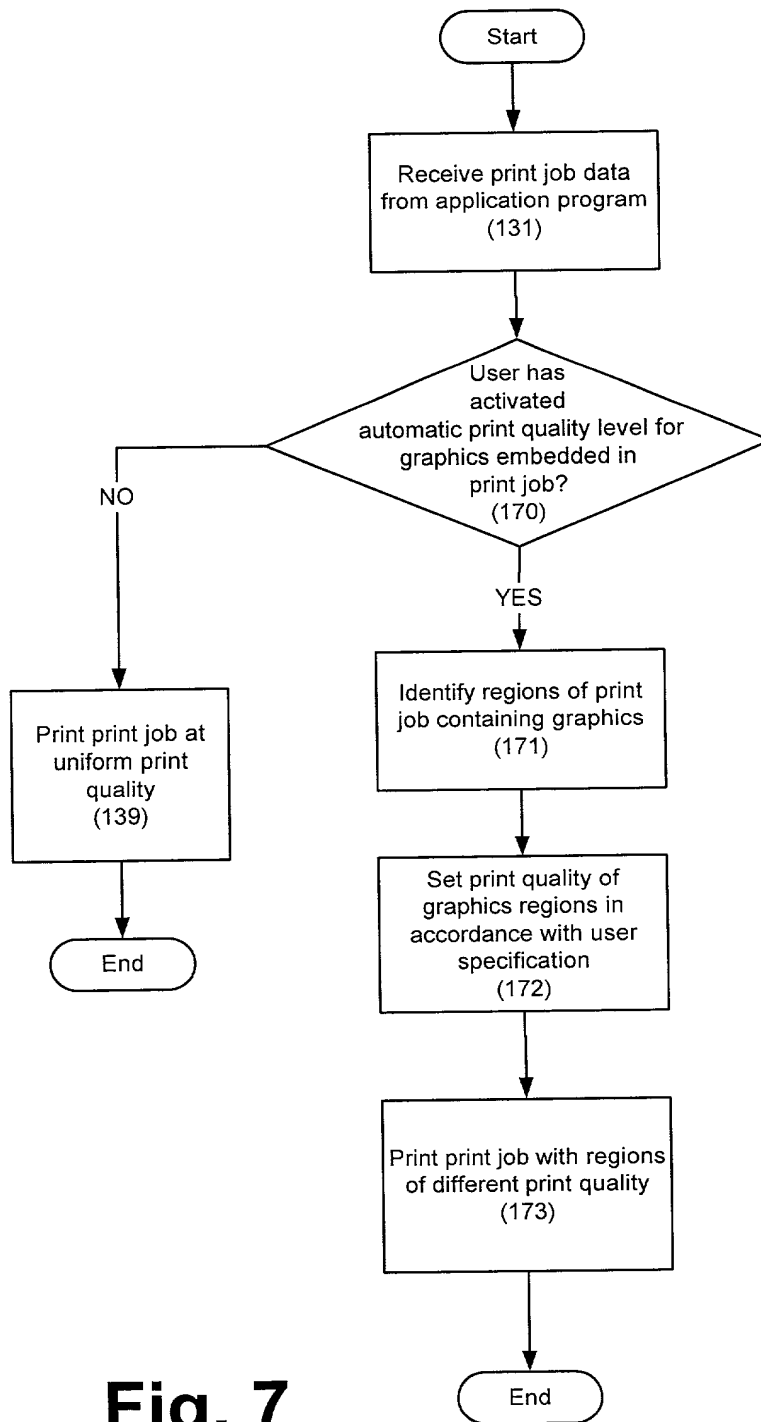 Start
Receive print job data
from application program
(131)
User has
activated
automatic print quality level for
graphics embedded in
print job?
(170)
NO
YES
Identify regions of print
job containing graphics
(171)
Print print job at
uniform print
quality
(139)
Set print quality of
graphics regions in
accordance with user
specification
(172)
End
Print print job with regions
of different print quality
(173)
End
Fig. 7